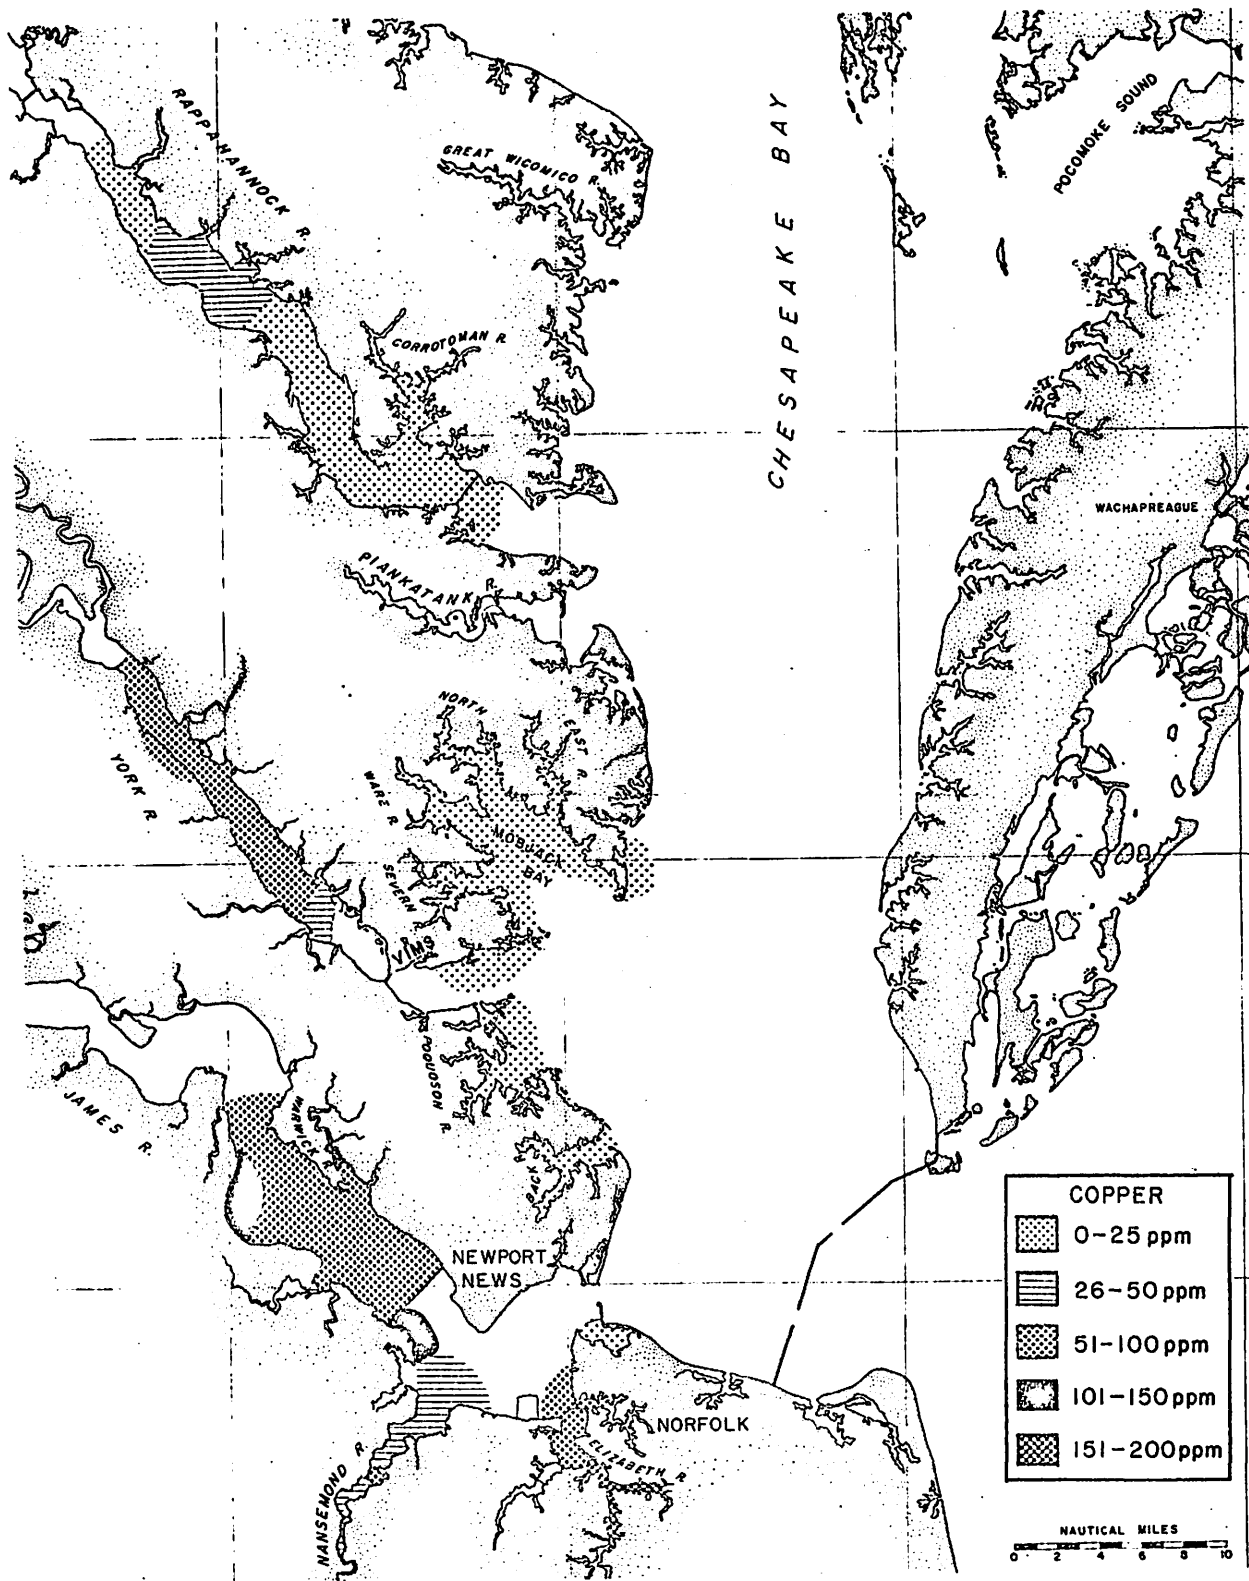 RAPPAHANNOCK R.
GREAT WICOMICO R.
CHESAPEAKE BAY
POCOMOKE SOUND
CORROTOMAN R.
WACHAPREAGUE
PIANKATANK R.
NORTH
EAST R.
WARE R.
YORK R.
MOBJACK
BAY
SEVERN R.
VIMS
POQUOSON R.
JAMES R.
WARWICK R.
BACK
NEWPORT
NEWS
NORFOLK
ELIZABETH R.
NANSEMOND R.
COPPER
0-25 ppm
26-50 ppm
51-100 ppm
101-150 ppm
151-200 ppm
NAUTICAL MILES
0 2 4 6 8 10